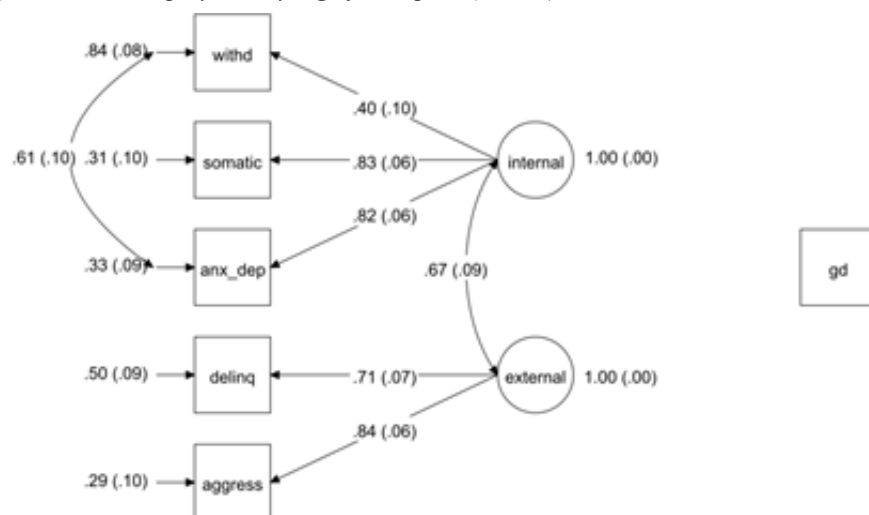 .84 (.08)
withd
.40 (.10)
.61 (.10)
.31 (.10)
somatic
.83 (.06)
internal
1.00 (.00)
.82 (.06)
.33 (.09)
anx_dep
.67 (.09)
gd
.50 (.09)
delinq
.71 (.07)
external
1.00 (.00)
.84 (.06)
.29 (.10)
aggress